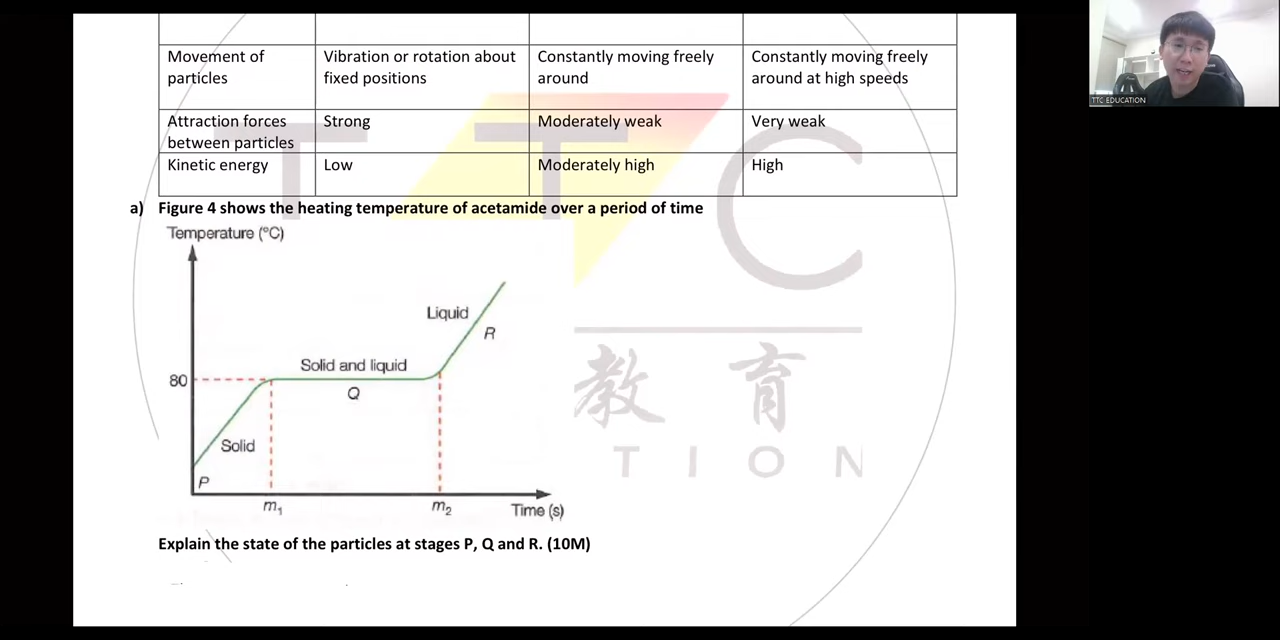 Movement of particles
Vibration or rotation about fixed positions
Constantly moving freely around
Constantly moving freely around at high speeds
Attraction forces between particles
Strong
Moderately weak
Very weak
Kinetic energy
Low
Moderately high
High
a) Figure 4 shows the heating temperature of acetamide over a period of time
Temperature (°C)
Liquid
R
Solid and liquid
80
Q
Solid
P
m₁
m₂
Time (s)
Explain the state of the particles at stages P, Q and R. (10M)
T T C
教 育
T I O N
TTC EDUCATION